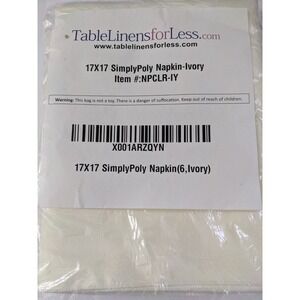 TableLinensforLess.com
www.tablelinensforless.com
17X17 SimplyPoly Napkin-Ivory
Item #:NPCLR-IY
Warning: This bag is not a toy. There is a danger of suffocation, Keep out of reach of children.
X001ARZQYN
17X17 SimplyPoly Napkin(6,Ivory)